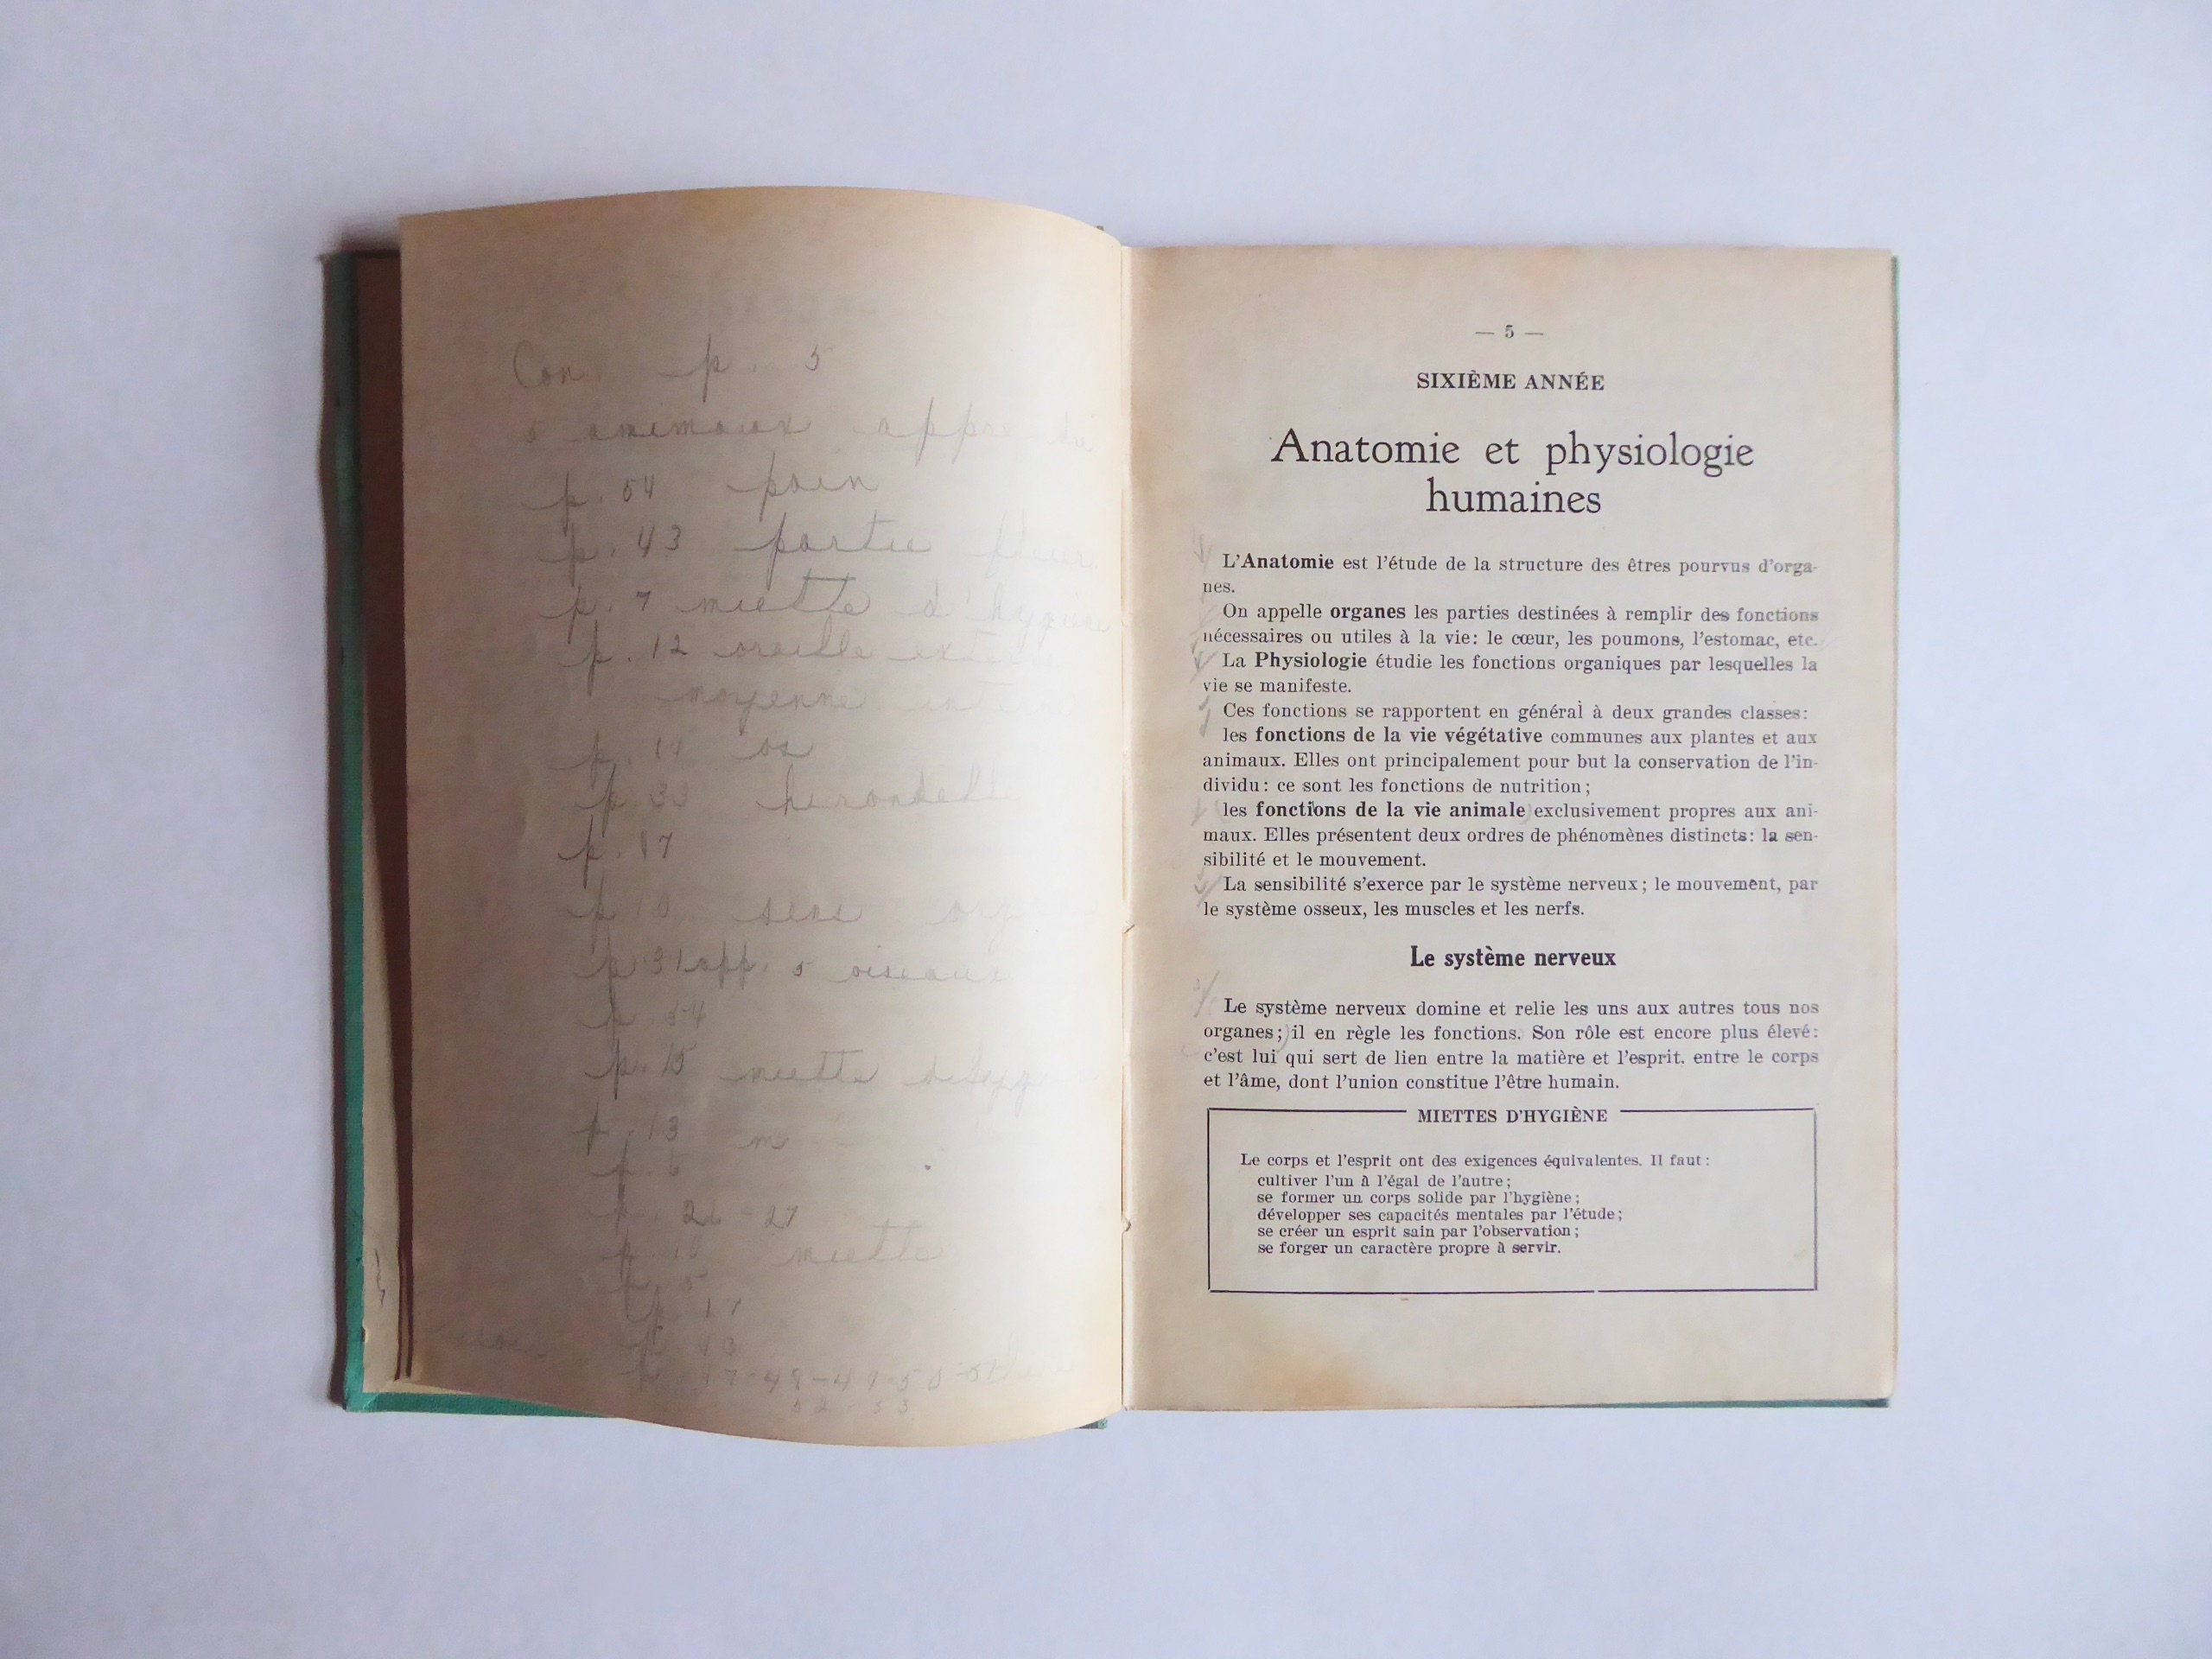 Con. p. 5
5 animaux
p. 54 pain
p. 43 partie fleur
p. 7 miette d'hygiène
p. 12 oreille
moyenne
p. 14 os
p. 33 hirondelle
p. 17
p 10 sens
p 31 app. 5 oiseaux
p. 54
p. 15 miette
p. 13 m
p. 6
p. 26-27
p. 10 miette
p. 5
p. 17
p. 43
p 47-48-49-50-51
52-53
— 5 —
SIXIÈME ANNÉE
Anatomie et physiologie
humaines
L'Anatomie est l'étude de la structure des êtres pourvus d'orga-
nes.
On appelle organes les parties destinées à remplir des fonctions
nécessaires ou utiles à la vie: le cœur, les poumons, l'estomac, etc.
La Physiologie étudie les fonctions organiques par lesquelles la
vie se manifeste.
Ces fonctions se rapportent en général à deux grandes classes:
les fonctions de la vie végétative communes aux plantes et aux
animaux. Elles ont principalement pour but la conservation de l'in-
dividu: ce sont les fonctions de nutrition;
les fonctions de la vie animale exclusivement propres aux ani-
maux. Elles présentent deux ordres de phénomènes distincts: la sen-
sibilité et le mouvement.
La sensibilité s'exerce par le système nerveux; le mouvement, par
le système osseux, les muscles et les nerfs.
Le système nerveux
Le système nerveux domine et relie les uns aux autres tous nos
organes; il en règle les fonctions. Son rôle est encore plus élevé:
c'est lui qui sert de lien entre la matière et l'esprit. entre le corps
et l'âme, dont l'union constitue l'être humain.
MIETTES D'HYGIÈNE
Le corps et l'esprit ont des exigences équivalentes. Il faut:
cultiver l'un à l'égal de l'autre;
se former un corps solide par l'hygiène;
développer ses capacités mentales par l'étude;
se créer un esprit sain par l'observation;
se forger un caractère propre à servir.